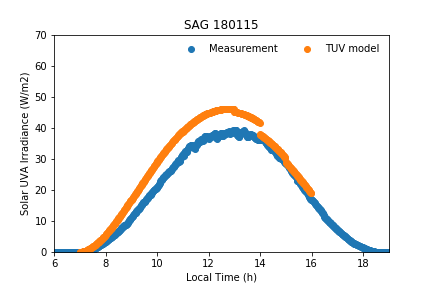 SAG 180115
Measurement
TUV model
70
60
50
40
30
20
10
0
Solar UVA Irradiance (W/m2)
6 8 10 12 14 16 18
Local Time (h)